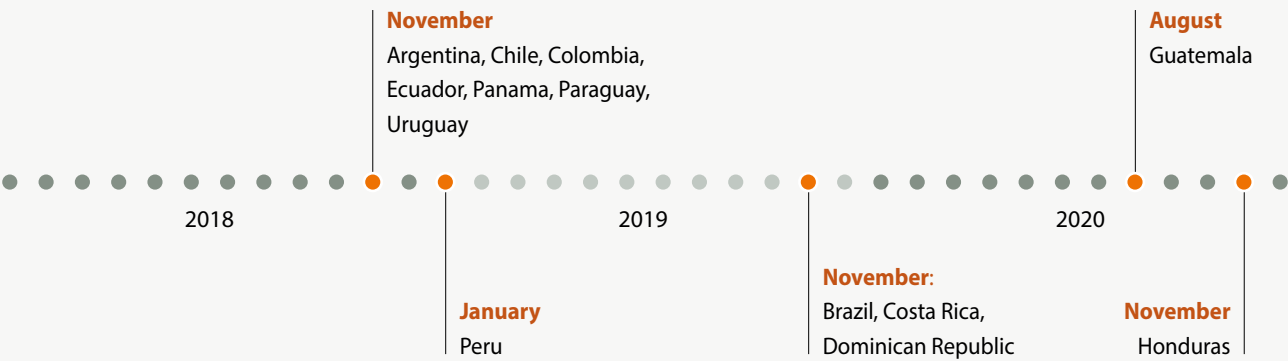 November
Argentina, Chile, Colombia,
Ecuador, Panama, Paraguay,
Uruguay
August
Guatemala
2018
2019
2020
January
Peru
November:
Brazil, Costa Rica,
Dominican Republic
November
Honduras